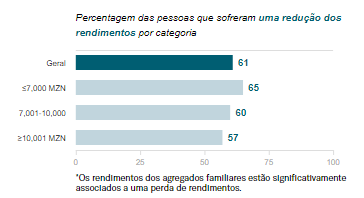 Percentagem das pessoas que sofreram uma redução dos
rendimentos por categoria
Geral 61
≤7,000 MZN 65
7,001-10,000 60
≥10,001 MZN 57
0 25 50 75 100
*Os rendimentos dos agregados familiares estão significativamente
associados a uma perda de rendimentos.